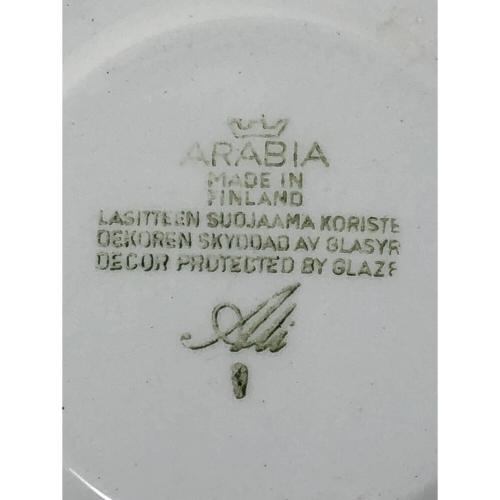 ARABIA
MADE IN
FINLAND
LASITTEEN SUOJAAMA KORISTE
DEKOREN SKYDDAD AV GLASYR
DECOR PROTECTED BY GLAZE
Ali